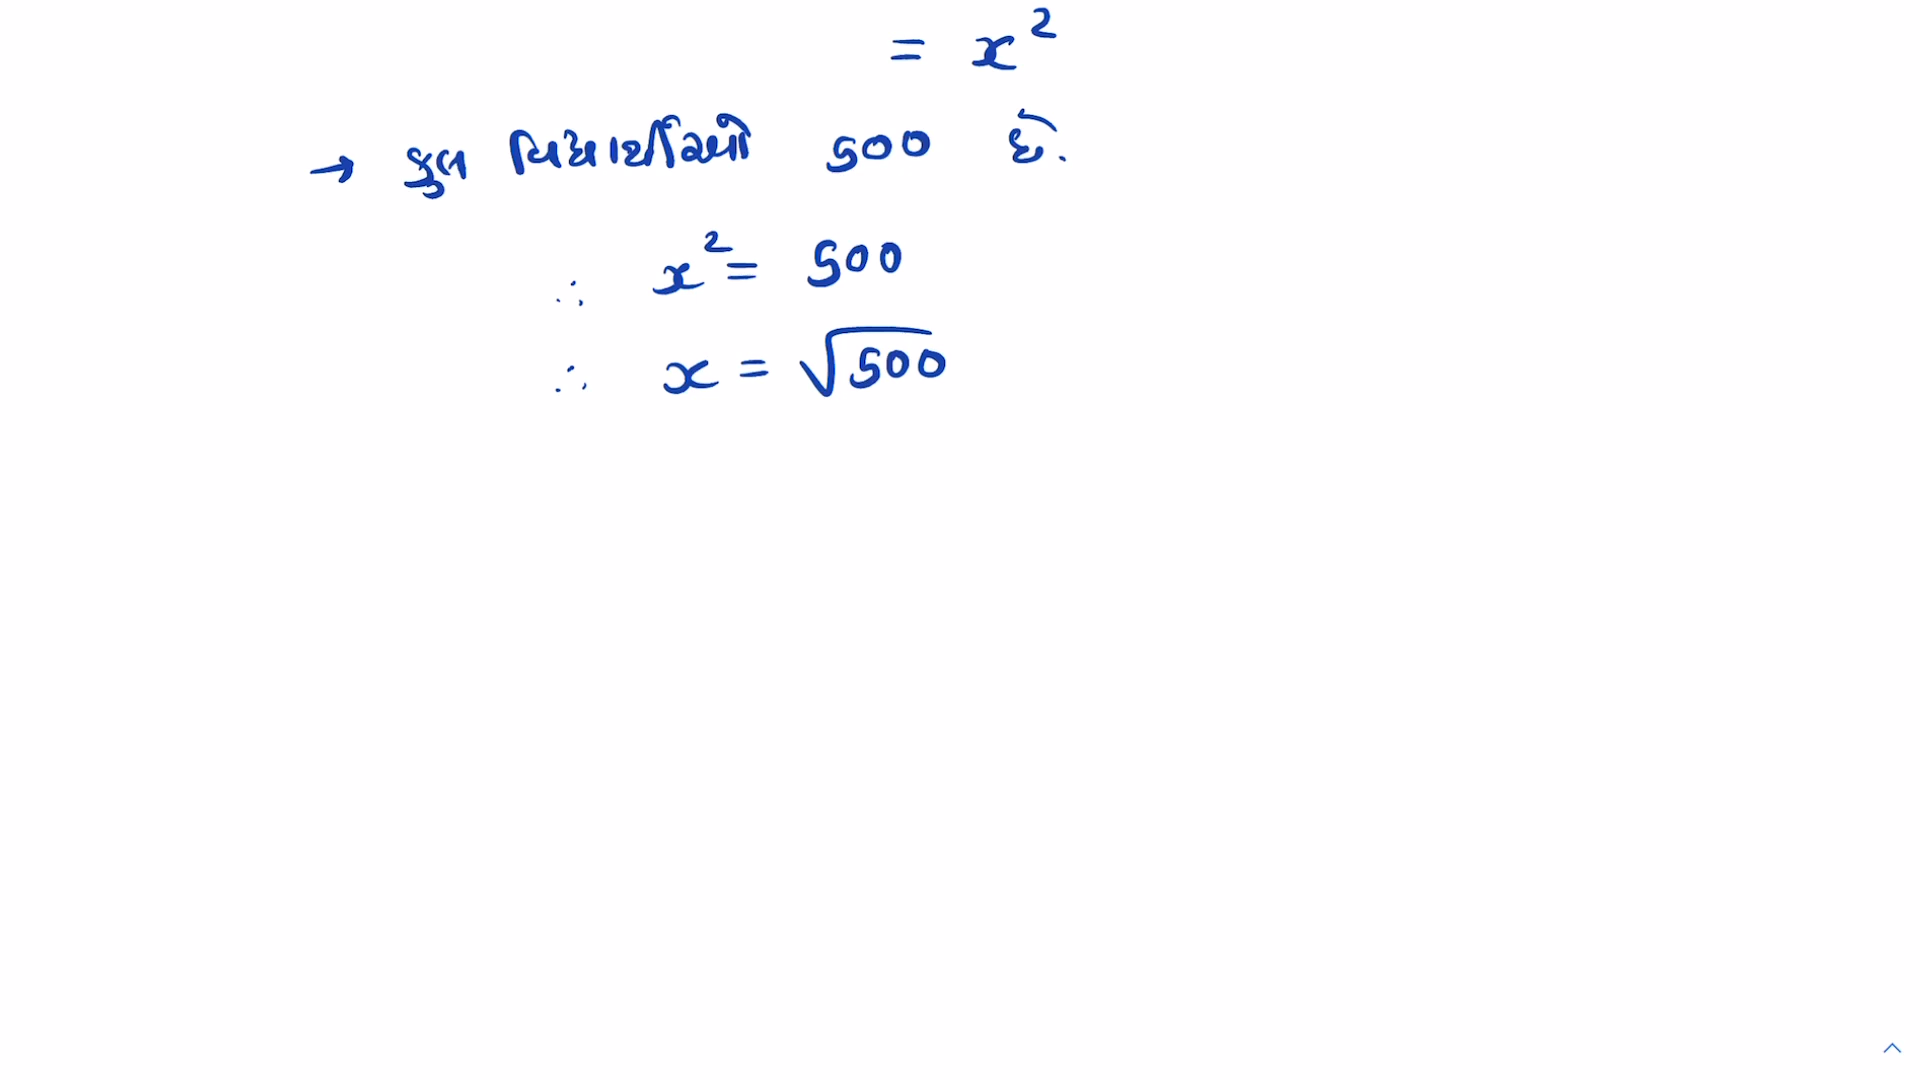 = x²
→ કુલ વિદ્યાર્થીઓ 500 છે.
∴ x² = 500
∴ x = √500